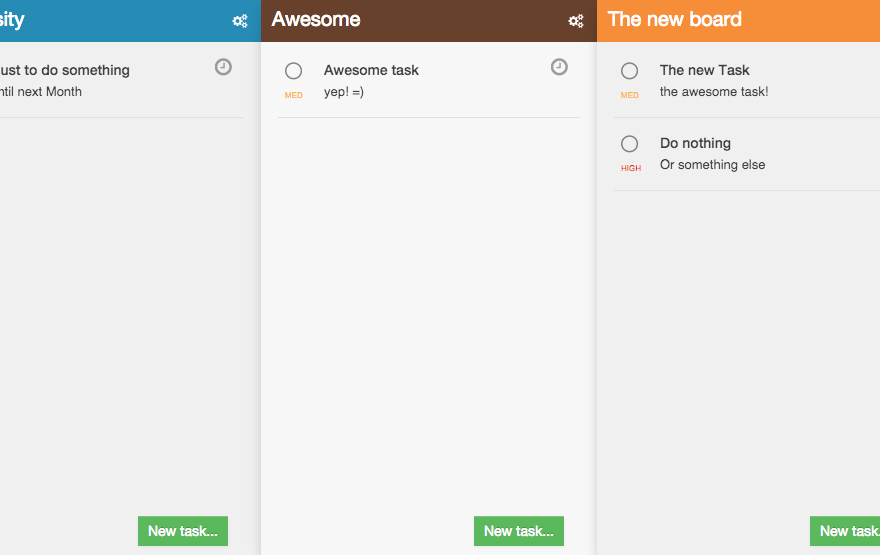 sity
ust to do something
ntil next Month
New task...
Awesome
Awesome task
MED
yep! =)
New task...
The new board
The new Task
MED
the awesome task!
Do nothing
HIGH
Or something else
New task.